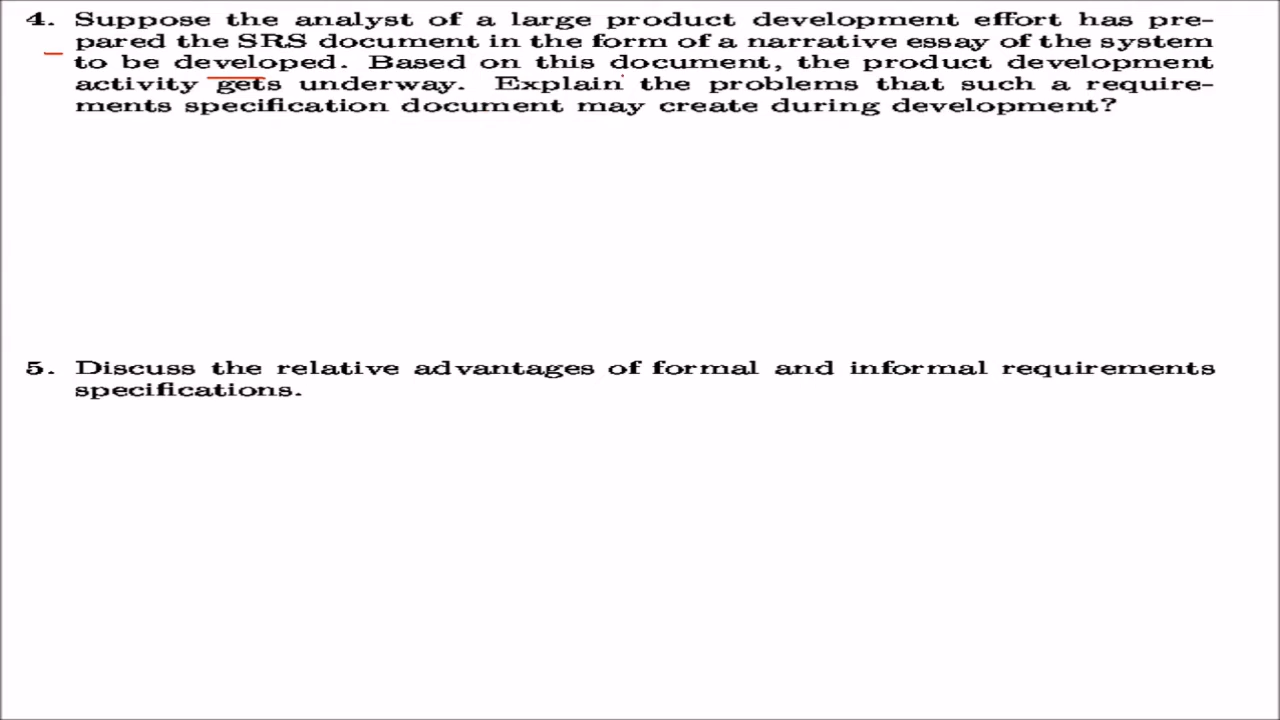 4. Suppose the analyst of a large product development effort has pre-
pared the SRS document in the form of a narrative essay of the system
to be developed. Based on this document, the product development
activity gets underway. Explain the problems that such a require-
ments specification document may create during development?
5. Discuss the relative advantages of formal and informal requirements
specifications.